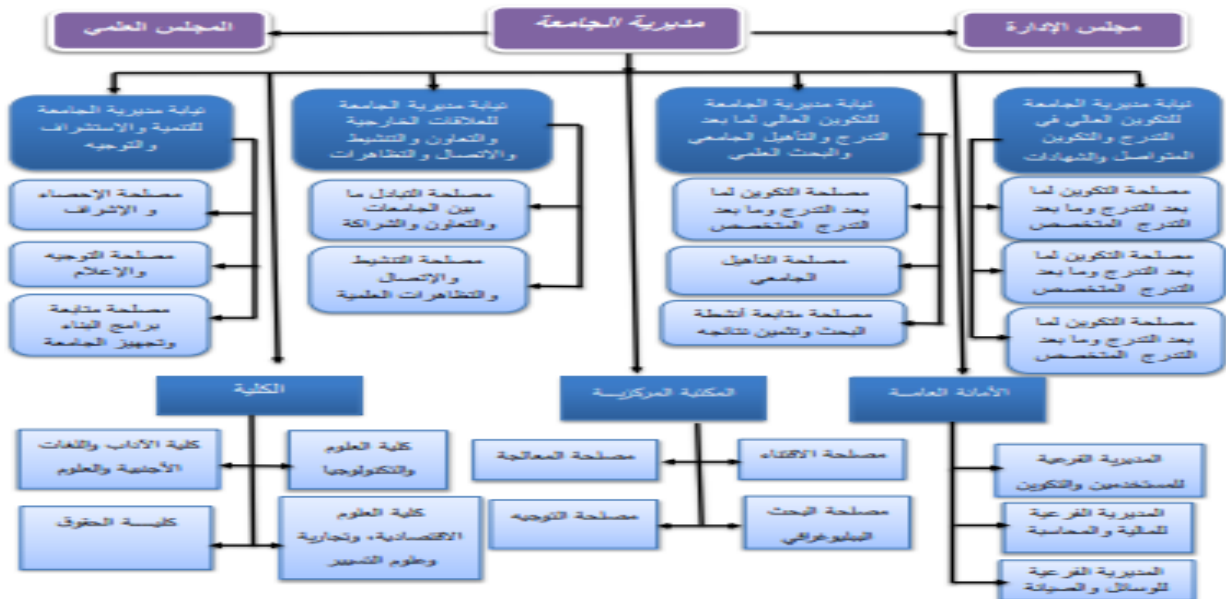 مجلس الإدارة
مديرية الجامعة
المجلس العلمي
نيابة مديرية الجامعة
للتكوين العالي في
التدرج والتكوين
المتواصل والشهادات
مصلحة التكوين لما
بعد التدرج وما بعد
التدرج المتخصص
مصلحة التكوين لما
بعد التدرج وما بعد
التدرج المتخصص
مصلحة التكوين لما
بعد التدرج وما بعد
التدرج المتخصص
نيابة مديرية الجامعة
للتكوين العالي لما بعد
التدرج والتأهيل الجامعي
والبحث العلمي
مصلحة التكوين لما
بعد التدرج وما بعد
التدرج المتخصص
مصلحة التأهيل
الجامعي
مصلحة متابعة أنشطة
البحث وتثمين نتائجه
نيابة مديرية الجامعة
للعلاقات الخارجية
والتعاون والتنشيط
والاتصال والتظاهرات
مصلحة التبادل ما
بين الجامعات
والتعاون والشراكة
مصلحة التنشيط
والإتصال
والتظاهرات العلمية
نيابة مديرية الجامعة
للتنمية والاستشراف
والتوجيه
مصلحة الإحصاء
و الإشراف
مصلحة التوجيه
والإعلام
مصلحة متابعة
برامج البناء
وتجهيز الجامعة
الأمانة العامة
المديرية الفرعية
للمستخدمين والتكوين
المديرية الفرعية
للمالية والمحاسبة
المديرية الفرعية
للوسائل والصيانة
المكتبة المركزية
مصلحة الاقتناء
مصلحة المعالجة
مصلحة البحث
الببليوغرافي
مصلحة التوجيه
الكلية
كلية العلوم
والتكنولوجيا
كلية الآداب واللغات
الأجنبية والعلوم
كلية العلوم
الاقتصادية، وتجارية
وعلوم التسيير
كليـة الحقوق